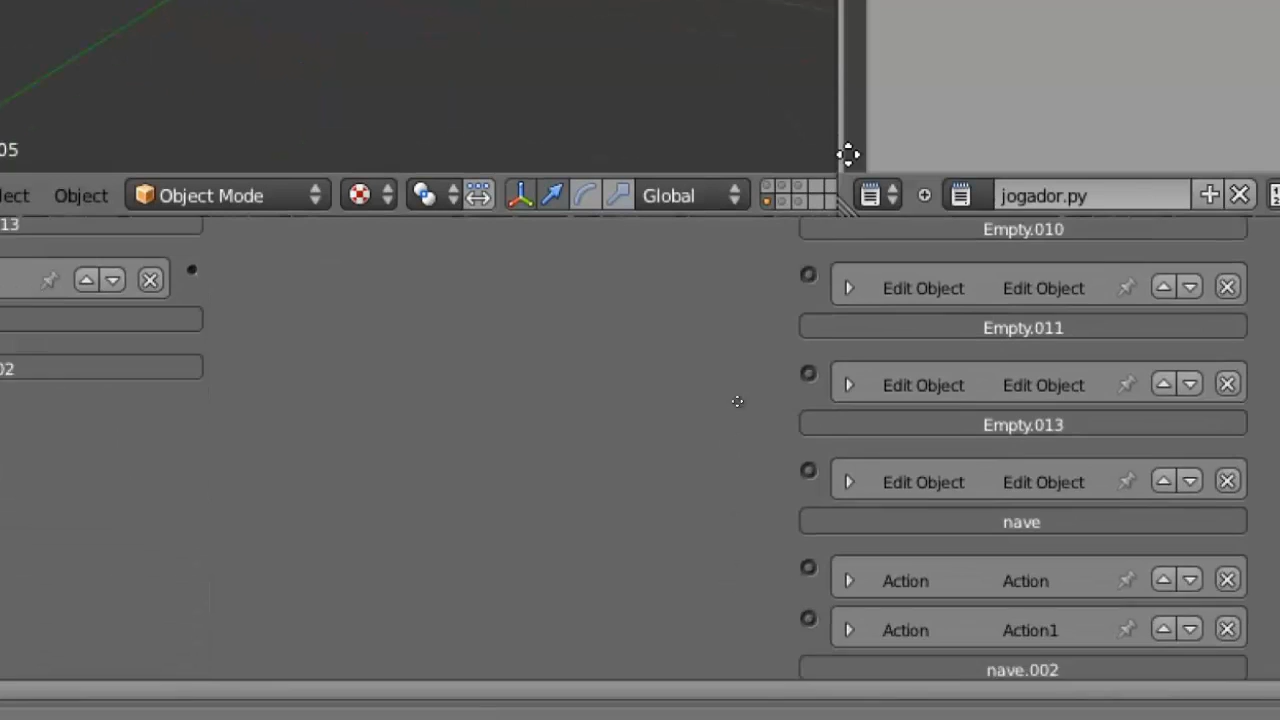 05
ect Object Object Mode Global jogador.py
13 Empty.010
Edit Object Edit Object
Empty.011
02
Edit Object Edit Object
Empty.013
Edit Object Edit Object
nave
Action Action
Action Action1
nave.002